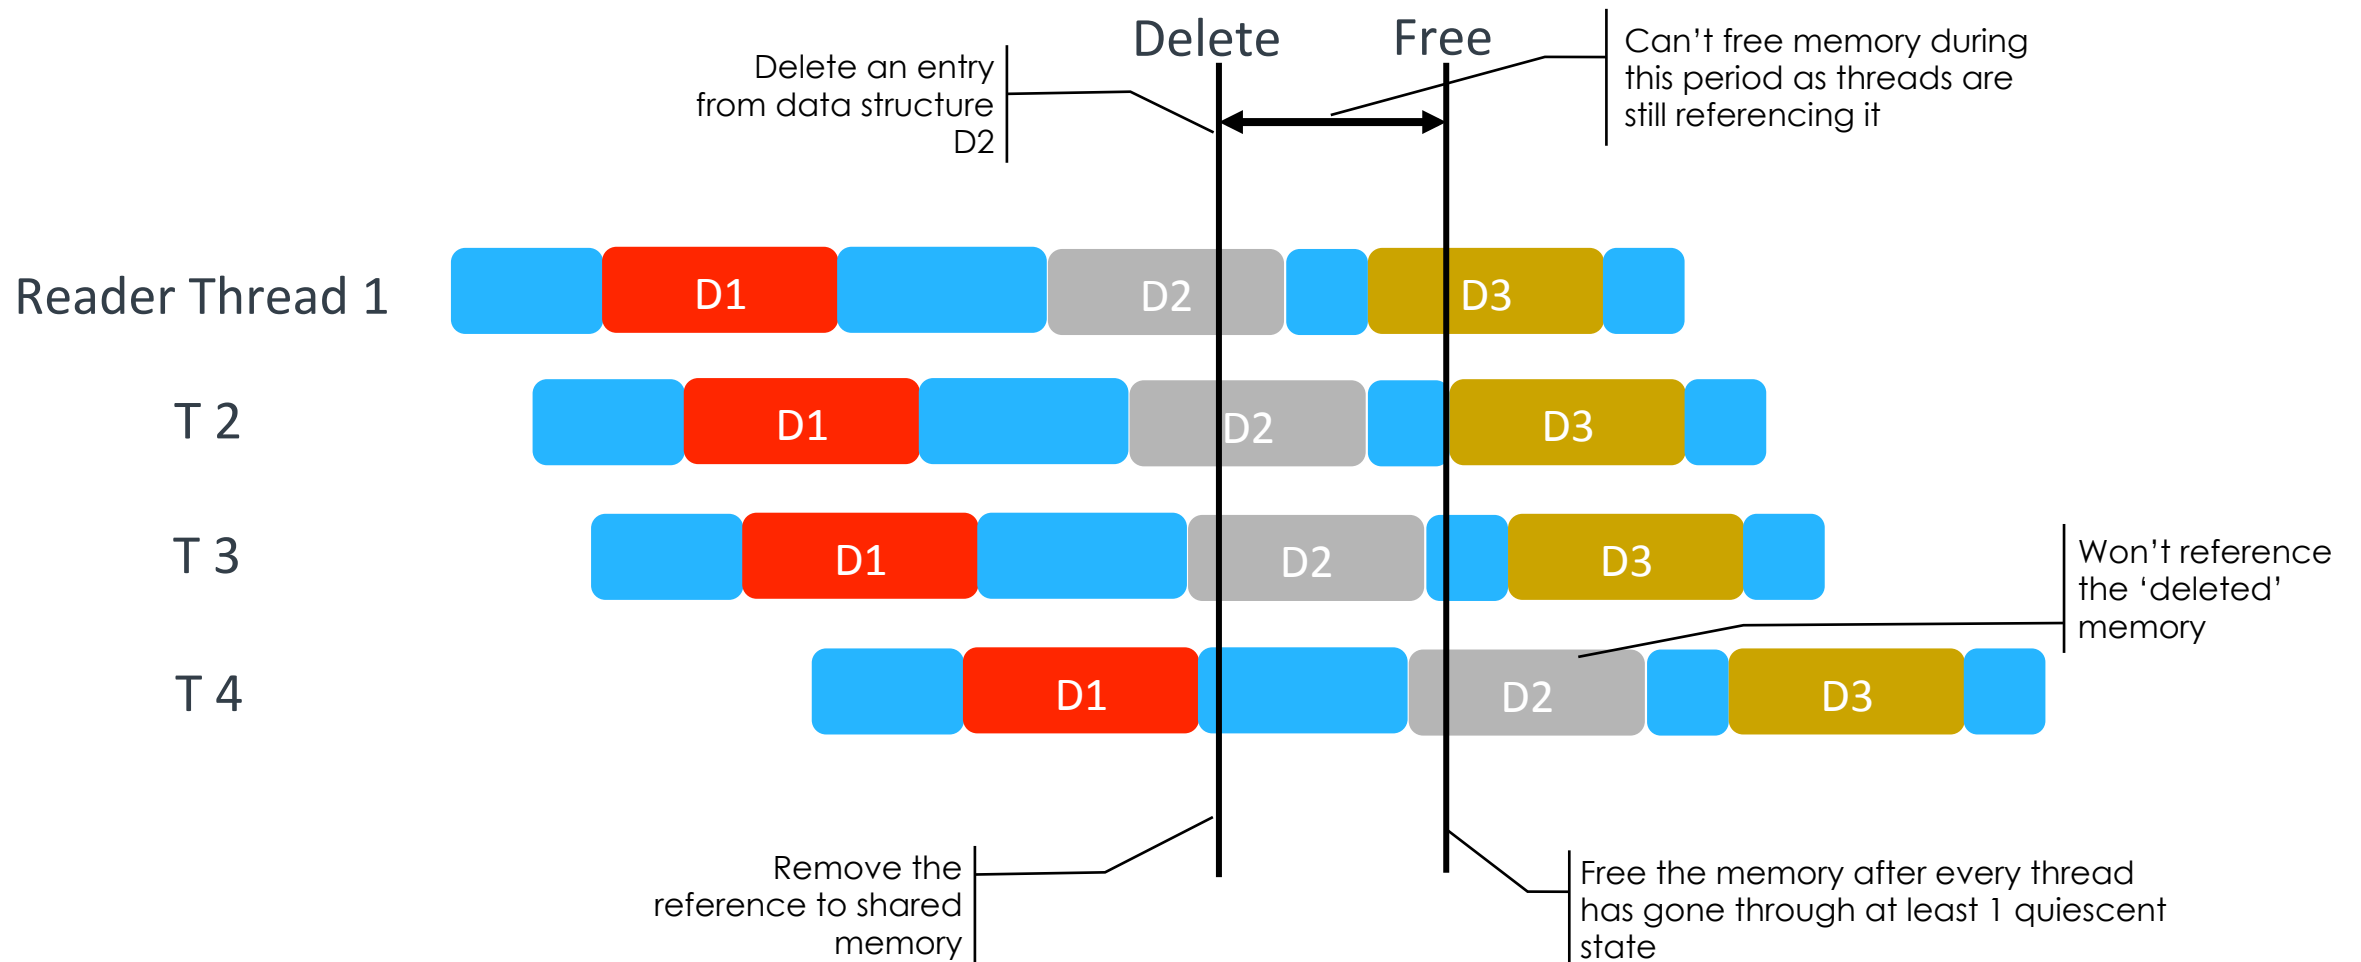 Delete
Free
Delete an entry
from data structure
D2
Can't free memory during
this period as threads are
still referencing it
Reader Thread 1
D1
D2
D3
T 2
D1
D2
D3
T 3
D1
D2
D3
Won't reference
the ‘deleted’
memory
T 4
D1
D2
D3
Remove the
reference to shared
memory
Free the memory after every thread
has gone through at least 1 quiescent
state